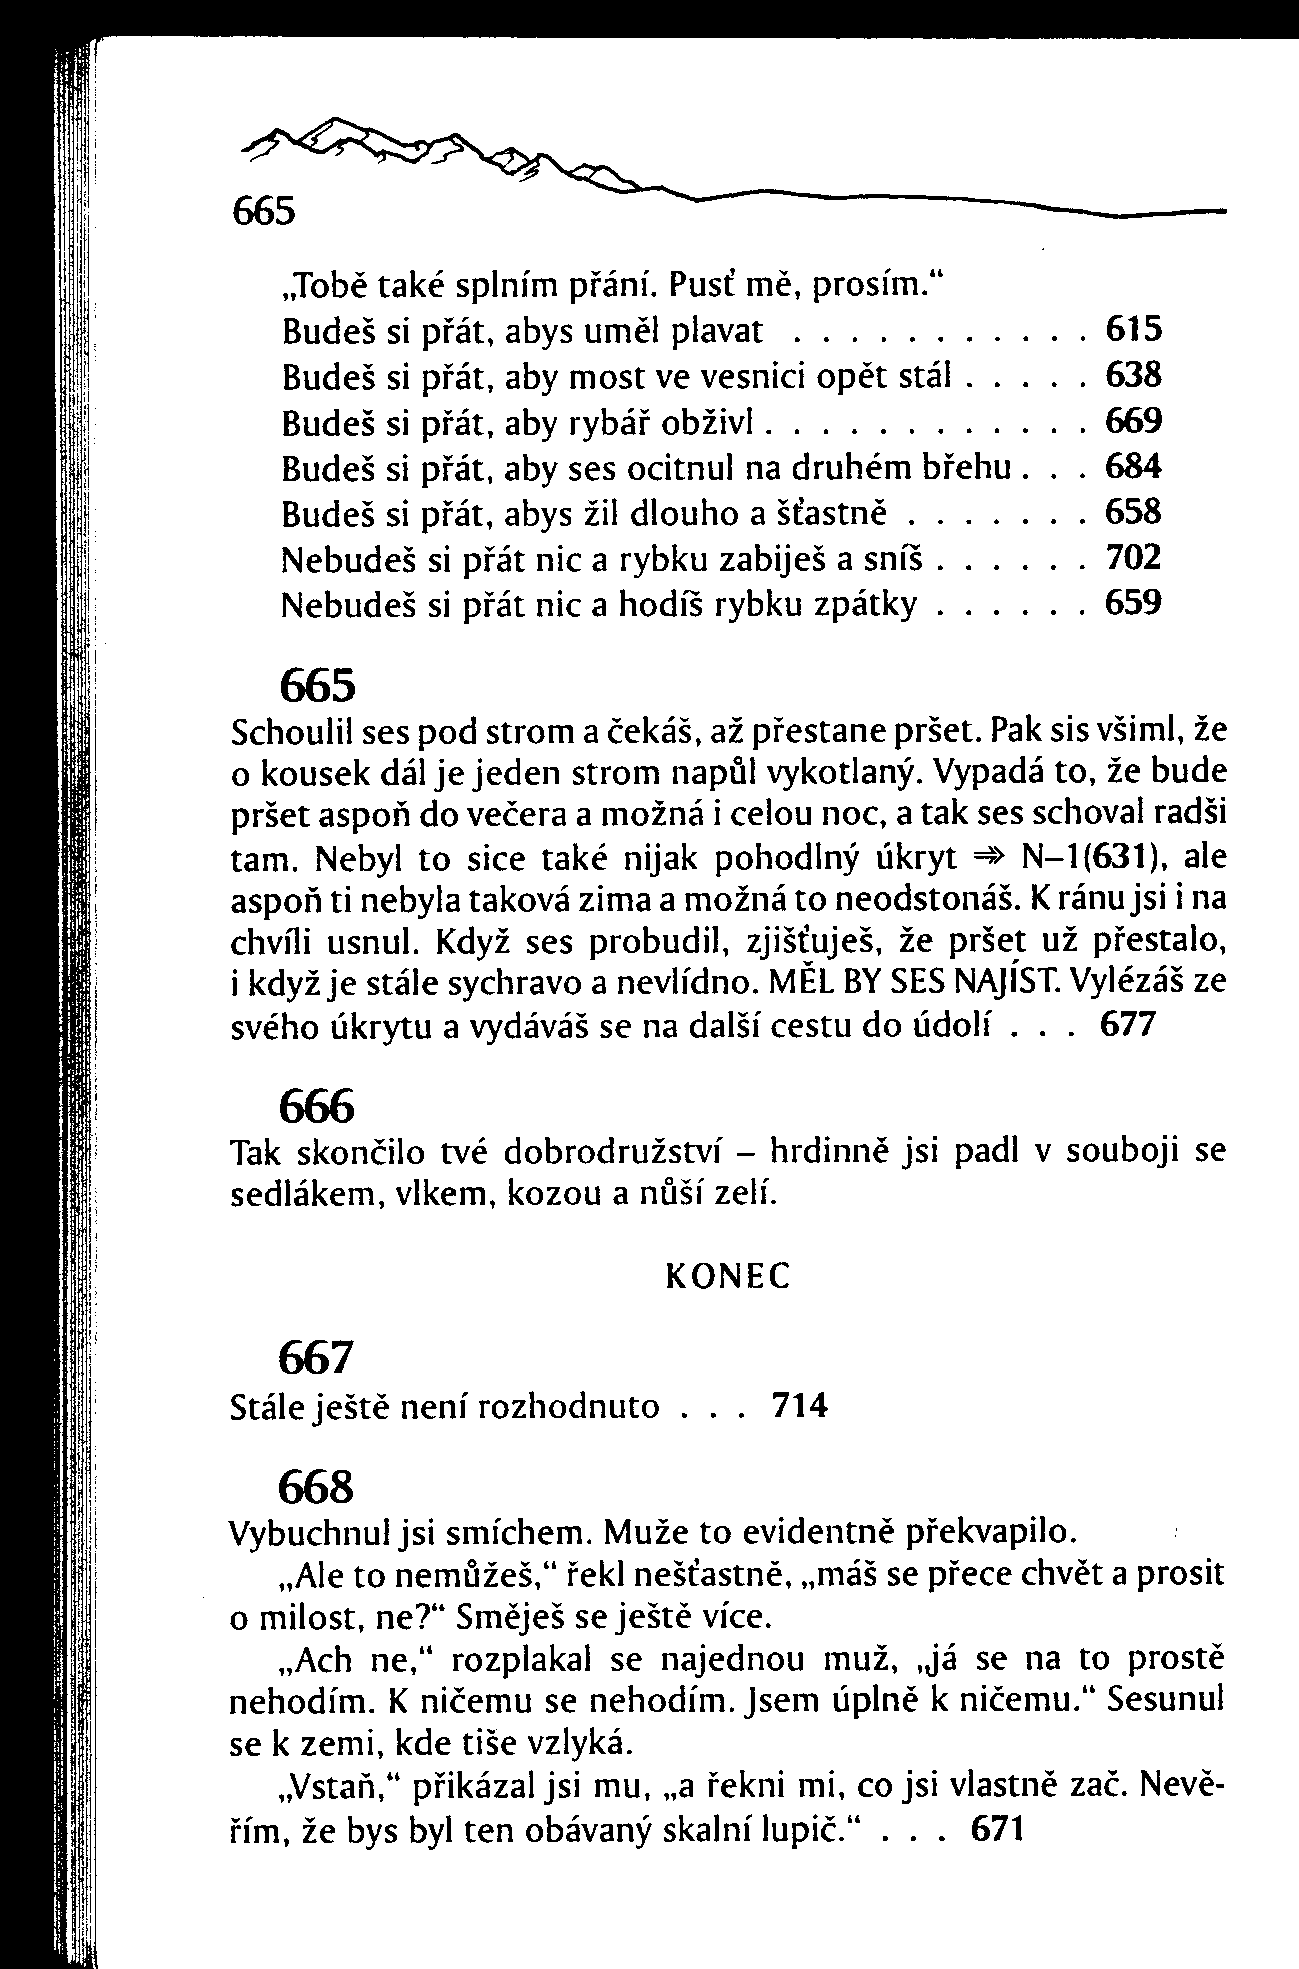 665
„Tobě také splním přání. Pusť mě, prosím.“
Budeš si přát, abys uměl plavat . . . . . . . . . . . 615
Budeš si přát, aby most ve vesnici opět stál . . . . . 638
Budeš si přát, aby rybář obživl . . . . . . . . . . . . 669
Budeš si přát, aby ses ocitnul na druhém břehu . . . 684
Budeš si přát, abys žil dlouho a šťastně . . . . . . . 658
Nebudeš si přát nic a rybku zabiješ a sníš . . . . . . 702
Nebudeš si přát nic a hodíš rybku zpátky . . . . . . 659
665
Schoulil ses pod strom a čekáš, až přestane pršet. Pak sis všiml, že
o kousek dál je jeden strom napůl vykotlaný. Vypadá to, že bude
pršet aspoň do večera a možná i celou noc, a tak ses schoval radši
tam. Nebyl to sice také nijak pohodlný úkryt ⇒ N–1(631), ale
aspoň ti nebyla taková zima a možná to neodstonáš. K ránu jsi i na
chvíli usnul. Když ses probudil, zjišťuješ, že pršet už přestalo,
i když je stále sychravo a nevlídno. MĚL BY SES NAJÍST. Vylézáš ze
svého úkrytu a vydáváš se na další cestu do údolí . . . 677
666
Tak skončilo tvé dobrodružství – hrdinně jsi padl v souboji se
sedlákem, vlkem, kozou a nůší zelí.
KONEC
667
Stále ještě není rozhodnuto . . . 714
668
Vybuchnul jsi smíchem. Muže to evidentně překvapilo.
„Ale to nemůžeš,“ řekl nešťastně, „máš se přece chvět a prosit
o milost, ne?“ Směješ se ještě více.
„Ach ne,“ rozplakal se najednou muž, „já se na to prostě
nehodím. K ničemu se nehodím. Jsem úplně k ničemu.“ Sesunul
se k zemi, kde tiše vzlyká.
„Vstaň,“ přikázal jsi mu, „a řekni mi, co jsi vlastně zač. Nevě-
řím, že bys byl ten obávaný skalní lupič.“ . . . 671